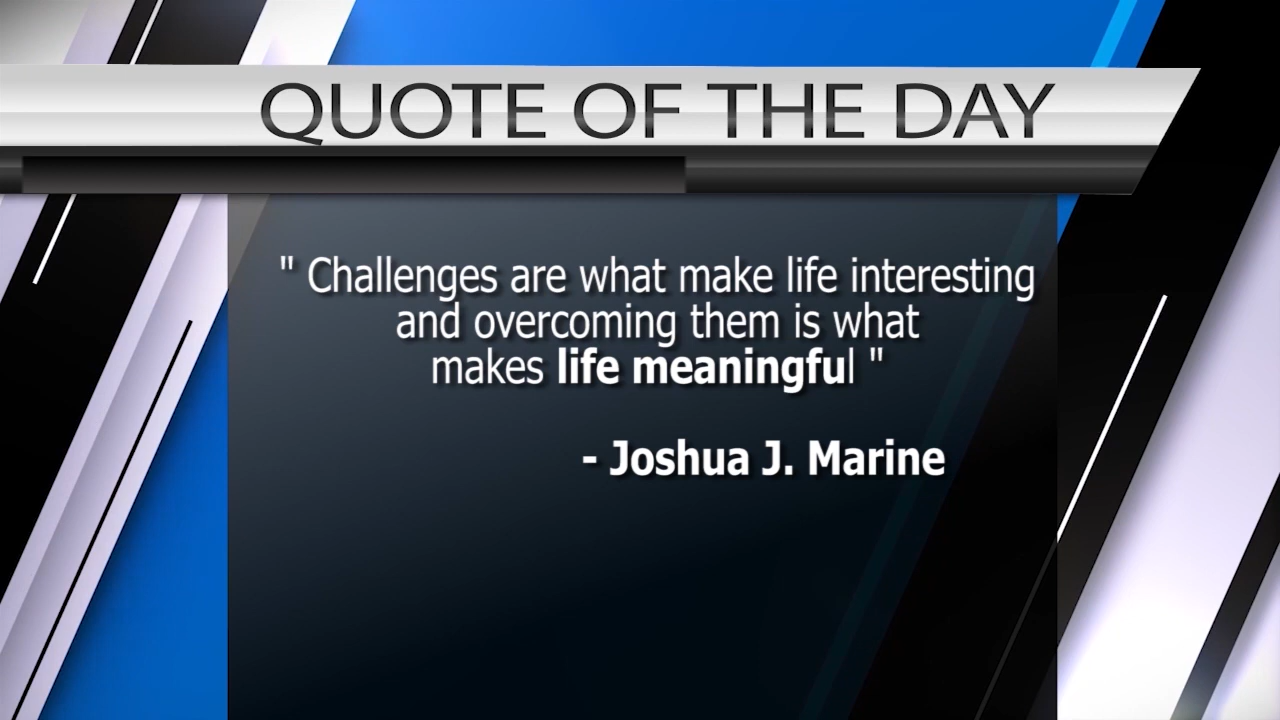 QUOTE OF THE DAY
" Challenges are what make life interesting
and overcoming them is what
makes life meaningful "
- Joshua J. Marine